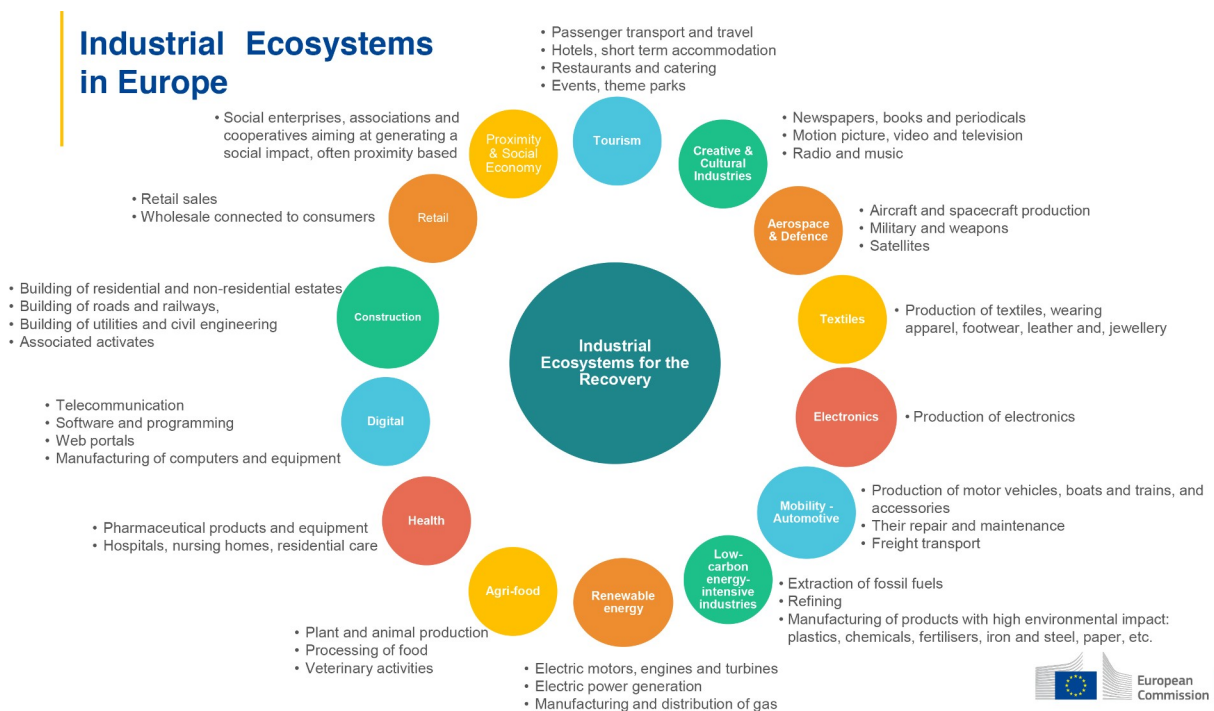 Industrial Ecosystems
in Europe
• Passenger transport and travel
• Hotels, short term accommodation
• Restaurants and catering
• Events, theme parks
Tourism
• Newspapers, books and periodicals
• Motion picture, video and television
• Radio and music
Creative &
Cultural
Industries
• Aircraft and spacecraft production
• Military and weapons
• Satellites
Aerospace
& Defence
• Production of textiles, wearing
apparel, footwear, leather and, jewellery
Textiles
• Production of electronics
Electronics
• Production of motor vehicles, boats and trains, and
accessories
• Their repair and maintenance
• Freight transport
Mobility -
Automotive
• Extraction of fossil fuels
• Refining
• Manufacturing of products with high environmental impact:
plastics, chemicals, fertilisers, iron and steel, paper, etc.
Low-
carbon
energy-
intensive
industries
Renewable
energy
• Electric motors, engines and turbines
• Electric power generation
• Manufacturing and distribution of gas
Agri-food
• Plant and animal production
• Processing of food
• Veterinary activities
Health
• Pharmaceutical products and equipment
• Hospitals, nursing homes, residential care
Digital
• Telecommunication
• Software and programming
• Web portals
• Manufacturing of computers and equipment
Construction
• Building of residential and non-residential estates
• Building of roads and railways,
• Building of utilities and civil engineering
• Associated activates
Retail
• Retail sales
• Wholesale connected to consumers
Proximity
& Social
Economy
• Social enterprises, associations and
cooperatives aiming at generating a
social impact, often proximity based
Industrial
Ecosystems for the
Recovery
European
Commission